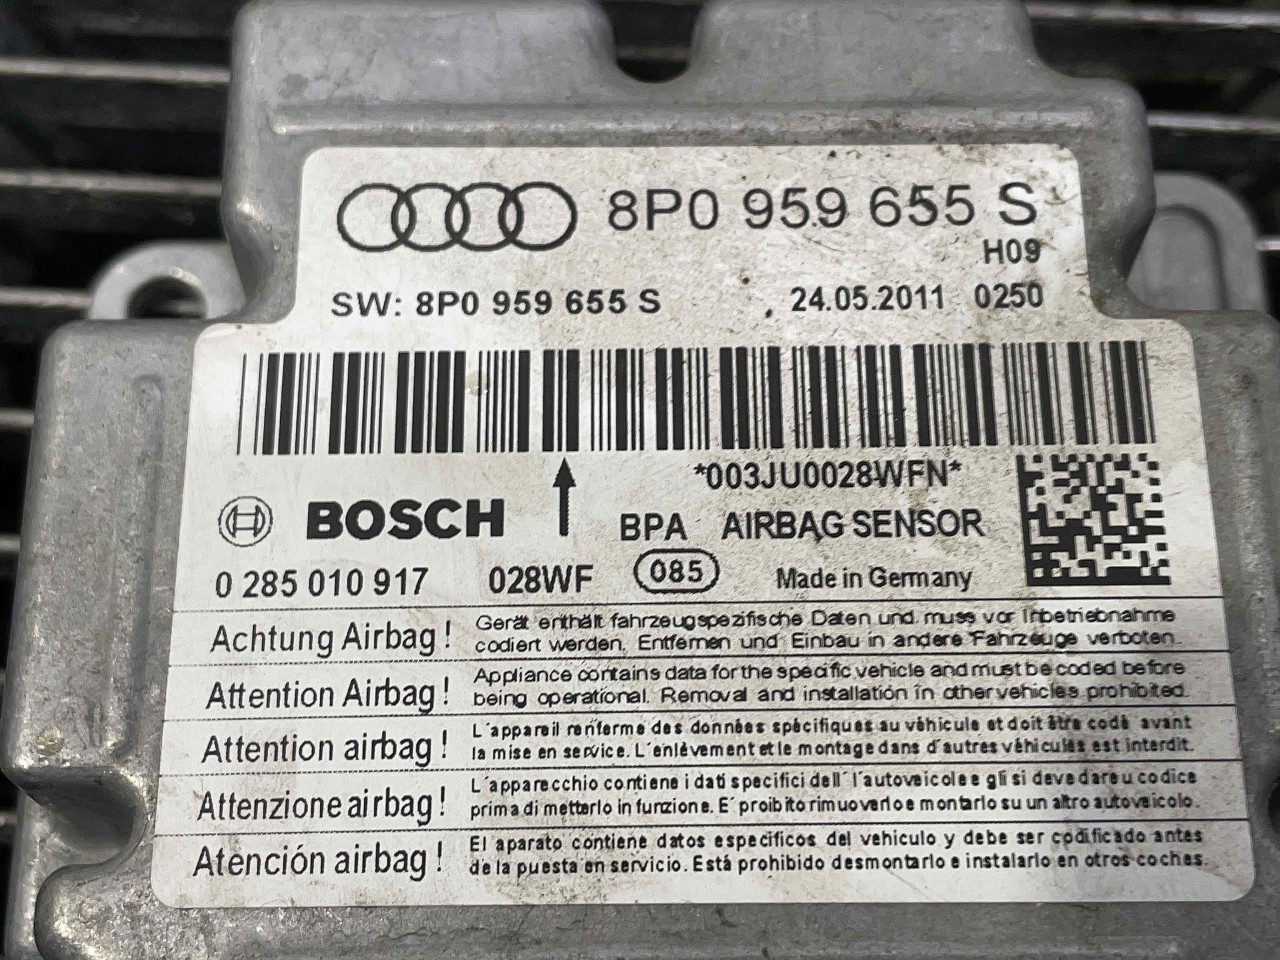 8P0 959 655 S
H09
SW: 8P0 959 655 S 24.05.2011 0250
*003JU0028WFN*
BOSCH BPA AIRBAG SENSOR
0 285 010 917 028WF 085 Made in Germany
Achtung Airbag! Gerät enthält fahrzeugspezifische Daten und muss vor Inbetriebnahme
codiert werden. Entfernen und Einbau in andere Fahrzeuge verboten.
Attention Airbag! Appliance contains data for the specific vehicle and must be coded before
being operational. Removal and installation in other vehicles prohibited.
Attention airbag! L'appareil renferme des données spécifiques au véhicule et doit être codé avant
la mise en service. L'enlèvement et le montage dans d'autres véhicules est interdit.
Attenzione airbag! L'apparecchio contiene i dati specifici dell' l'autoveicolo e gli si deve dare u codice
prima di metterlo in funzione. E' proibito rimuoverlo e montarlo su un altro autoveicolo.
Atención airbag! El aparato contiene datos específicos del vehiculo y debe ser codificado antes
de la puesta en servicio. Está prohibido desmontarlo e instalarlo en otros coches.